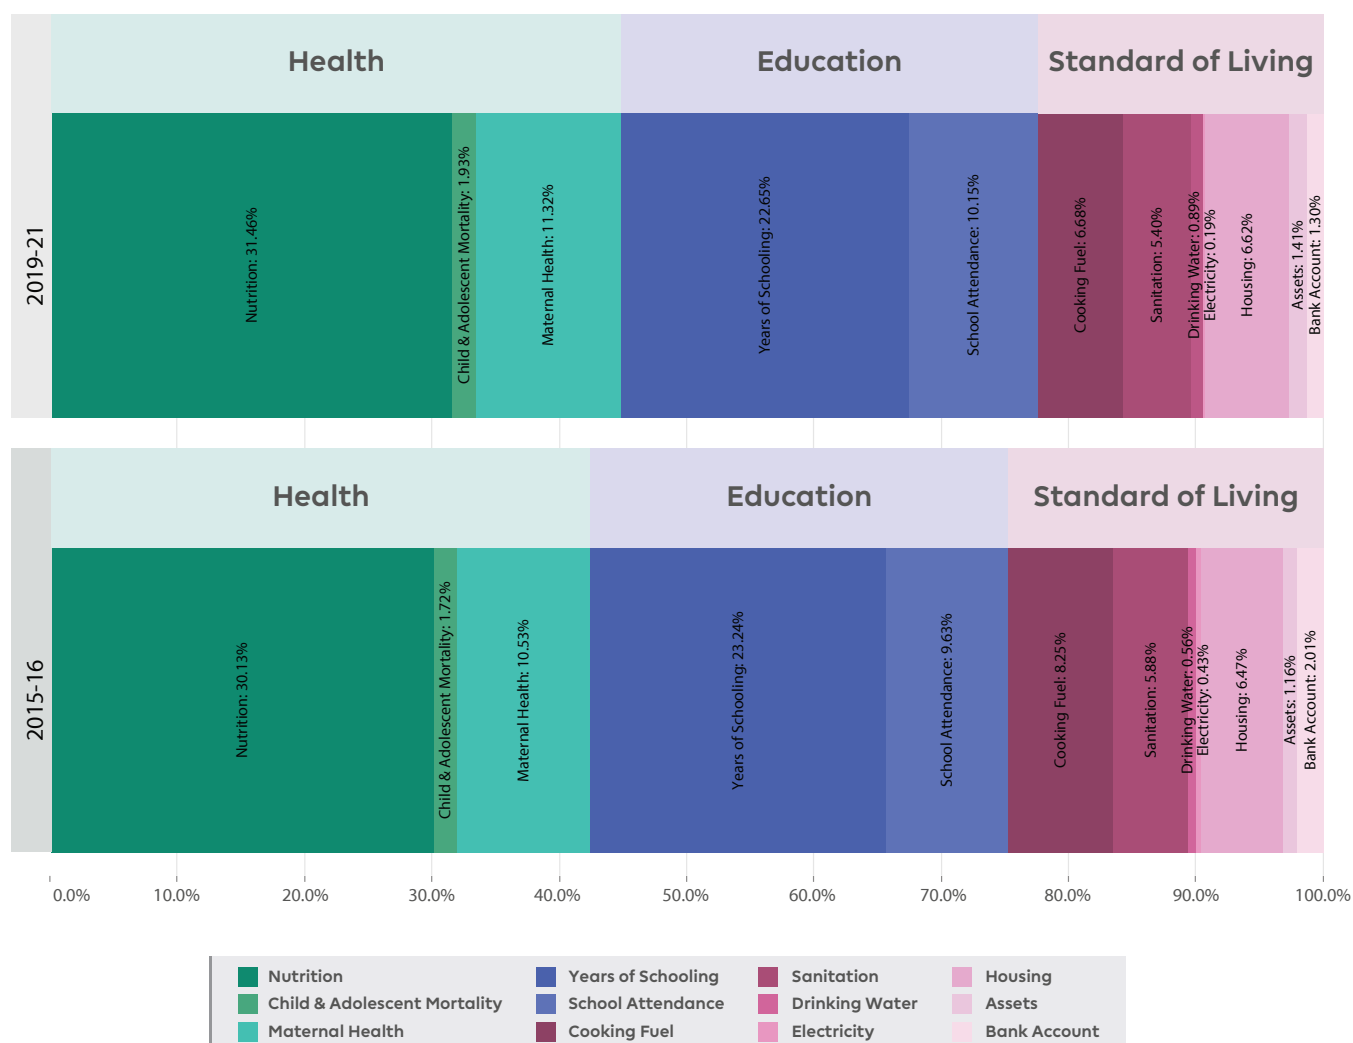 Health
Education
Standard of Living
2019-21
Nutrition: 31.46%
Child & Adolescent Mortality: 1.93%
Maternal Health: 11.32%
Years of Schooling: 22.65%
School Attendance: 10.15%
Cooking Fuel: 6.68%
Sanitation: 5.40%
Drinking Water: 0.89%
Electricity: 0.19%
Housing: 6.62%
Assets: 1.41%
Bank Account: 1.30%
Health
Education
Standard of Living
2015-16
Nutrition: 30.13%
Child & Adolescent Mortality: 1.72%
Maternal Health: 10.53%
Years of Schooling: 23.24%
School Attendance: 9.63%
Cooking Fuel: 8.25%
Sanitation: 5.88%
Drinking Water: 0.56%
Electricity: 0.43%
Housing: 6.47%
Assets: 1.16%
Bank Account: 2.01%
0.0% 10.0% 20.0% 30.0% 40.0% 50.0% 60.0% 70.0% 80.0% 90.0% 100.0%
Nutrition Years of Schooling Sanitation Housing
Child & Adolescent Mortality School Attendance Drinking Water Assets
Maternal Health Cooking Fuel Electricity Bank Account